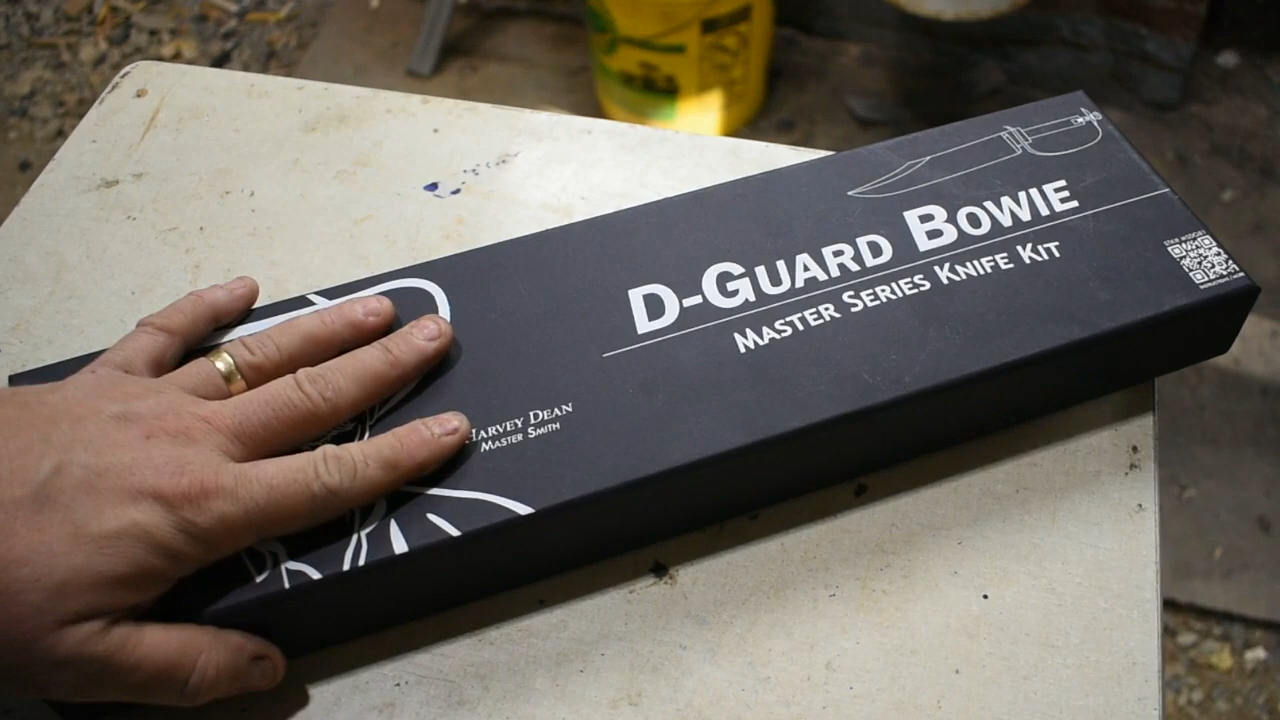 D-Guard Bowie
Master Series Knife Kit
Harvey Dean
Master Smith